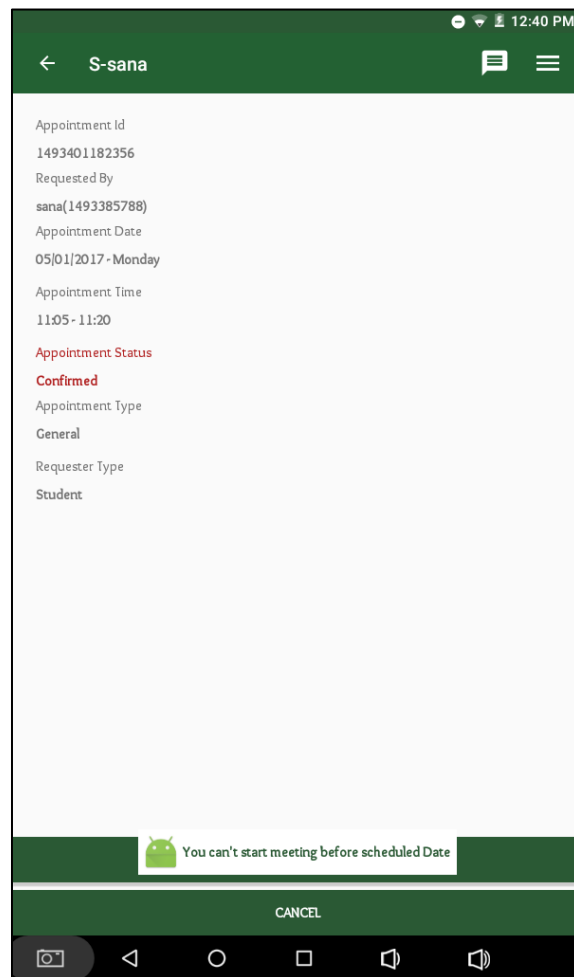 12:40 PM
S-sana
Appointment Id
1493401182356
Requested By
sana(1493385788)
Appointment Date
05/01/2017 - Monday
Appointment Time
11:05 - 11:20
Appointment Status
Confirmed
Appointment Type
General
Requester Type
Student
You can't start meeting before scheduled Date
CANCEL